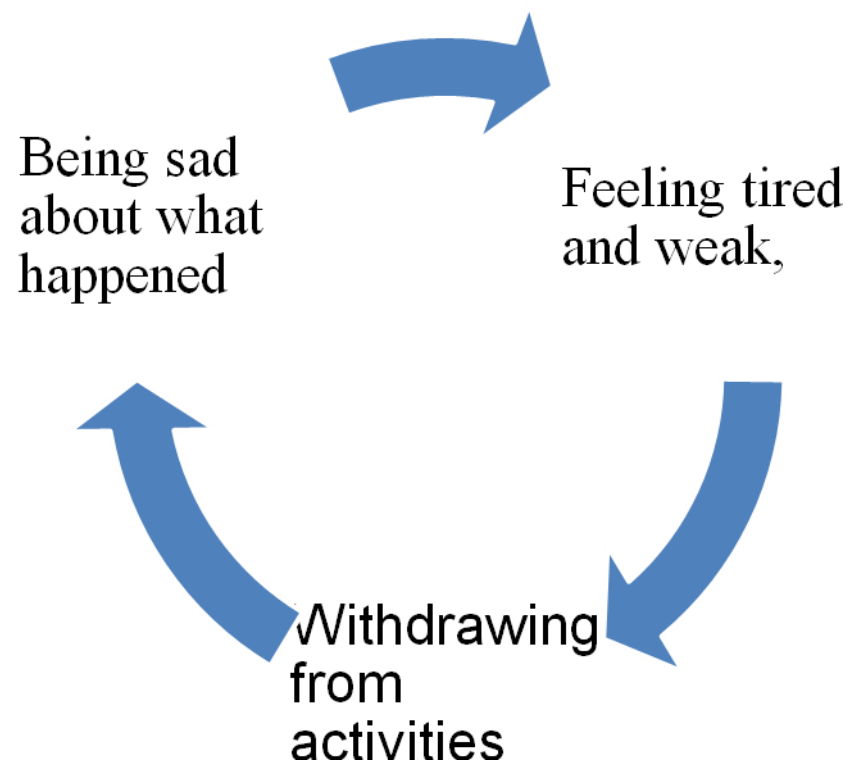 Being sad
about what
happened
Feeling tired
and weak,
Withdrawing
from
activities